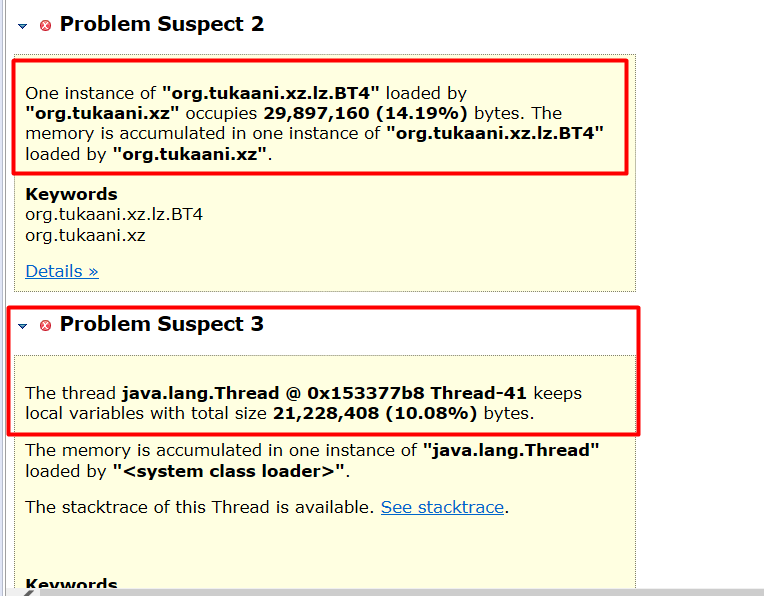 Problem Suspect 2
One instance of "org.tukaani.xz.lz.BT4" loaded by
"org.tukaani.xz" occupies 29,897,160 (14.19%) bytes. The
memory is accumulated in one instance of "org.tukaani.xz.lz.BT4"
loaded by "org.tukaani.xz".
Keywords
org.tukaani.xz.lz.BT4
org.tukaani.xz
Details »
Problem Suspect 3
The thread java.lang.Thread @ 0x153377b8 Thread-41 keeps
local variables with total size 21,228,408 (10.08%) bytes.
The memory is accumulated in one instance of "java.lang.Thread"
loaded by "<system class loader>".
The stacktrace of this Thread is available. See stacktrace.
Keywords